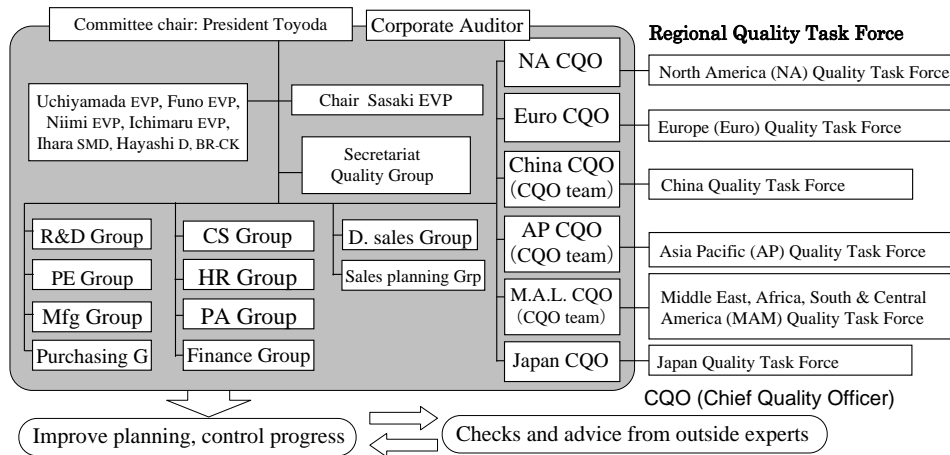 Committee chair: President Toyoda
Corporate Auditor
Regional Quality Task Force
NA CQO
North America (NA) Quality Task Force
Uchiyamada EVP, Funo EVP,
Niimi EVP, Ichimaru EVP,
Ihara SMD, Hayashi D, BR-CK
Chair Sasaki EVP
Euro CQO
Europe (Euro) Quality Task Force
Secretariat
Quality Group
China CQO
(CQO team)
China Quality Task Force
R&D Group
CS Group
D. sales Group
AP CQO
(CQO team)
Asia Pacific (AP) Quality Task Force
PE Group
HR Group
Sales planning Grp
M.A.L. CQO
(CQO team)
Middle East, Africa, South & Central
America (MAM) Quality Task Force
Mfg Group
PA Group
Purchasing G
Finance Group
Japan CQO
Japan Quality Task Force
CQO (Chief Quality Officer)
Improve planning, control progress
Checks and advice from outside experts